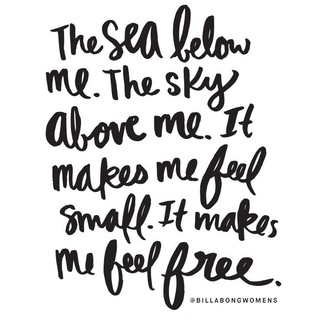 The sea below
me. The sky
above me. It
makes me feel
small. It makes
me feel free.
@BILLABONGWOMENS